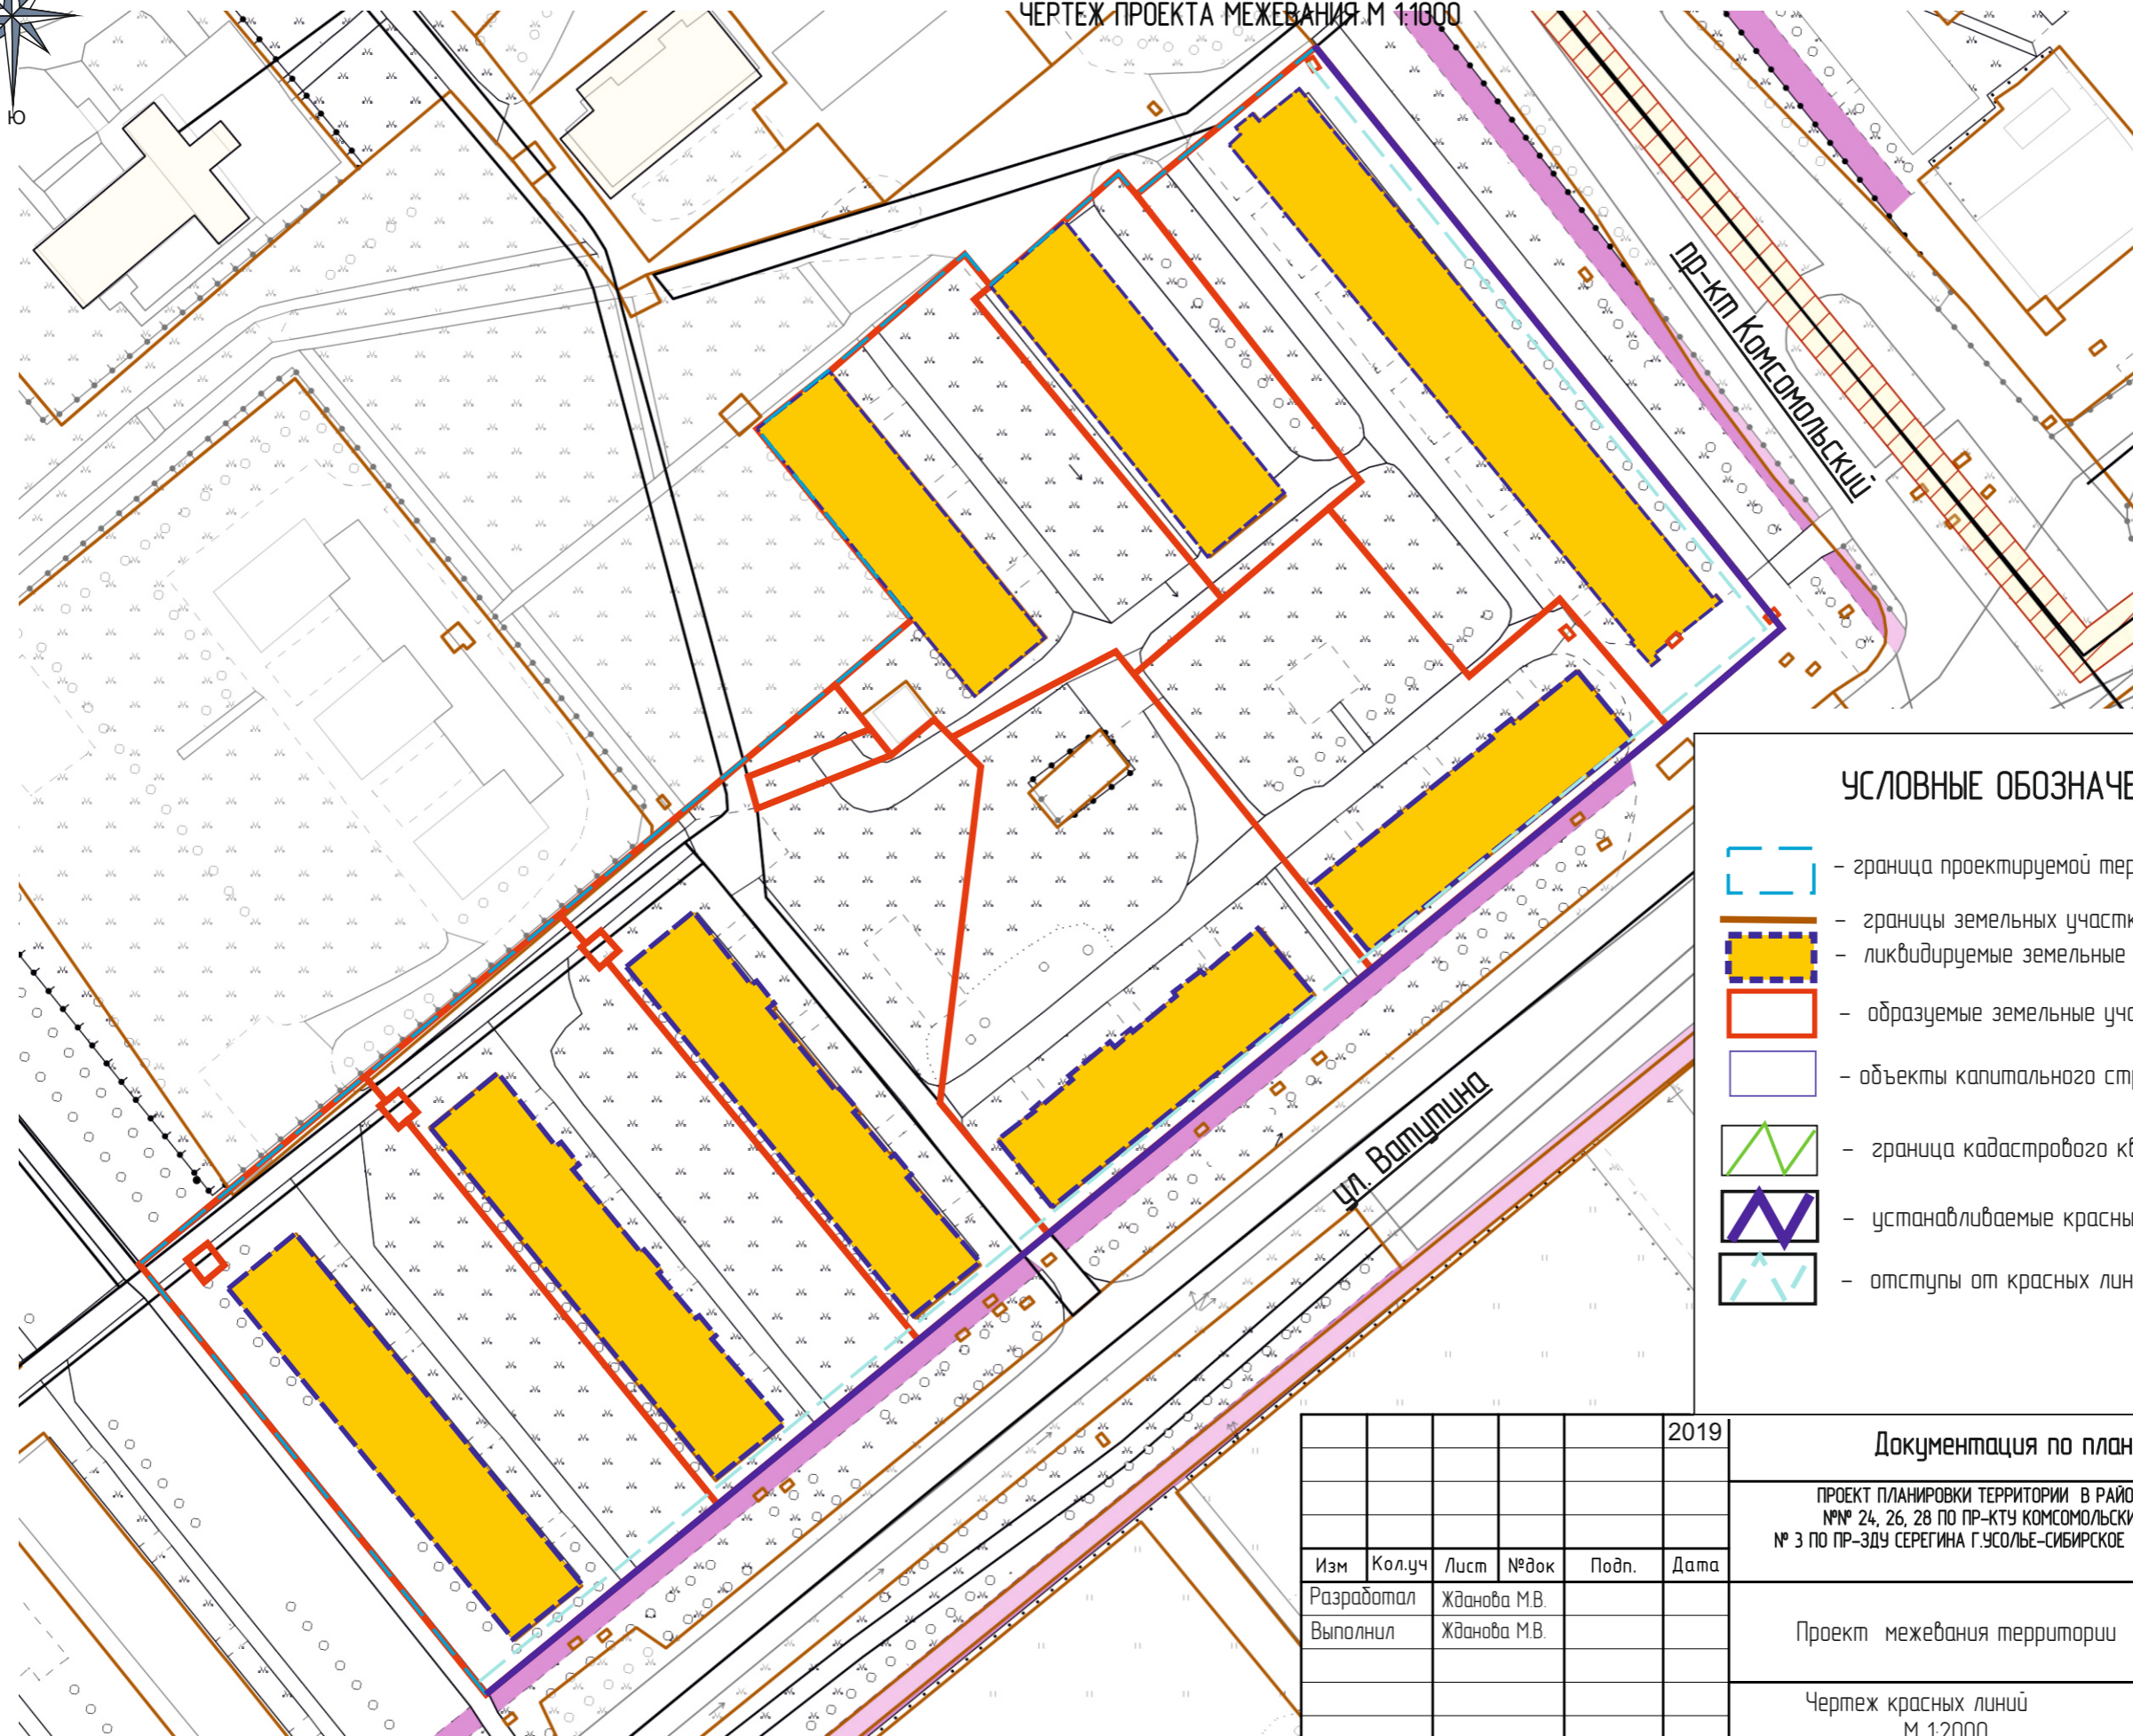 ЧЕРТЕЖ ПРОЕКТА МЕЖЕВАНИЯ М 1:1000
Ю
пр-кт Комсомольский
ул. Ватутина
УСЛОВНЫЕ ОБОЗНАЧЕ
- граница проектируемой тер
- границы земельных участк
- ликвидируемые земельные
- образуемые земельные уча
- объекты капитального стр
- граница кадастрового кв
- устанавливаемые красны
- отступы от красных лин
2019
Изм Кол.уч Лист №док Подп. Дата
Разработал Жданова М.В.
Выполнил Жданова М.В.
Документация по план
ПРОЕКТ ПЛАНИРОВКИ ТЕРРИТОРИИ В РАЙО
№№ 24, 26, 28 ПО ПР-КТУ КОМСОМОЛЬСКИ
№ 3 ПО ПР-ЗДУ СЕРЕГИНА Г.УСОЛЬЕ-СИБИРСКОЕ
Проект межевания территории
Чертеж красных линий
М 1:2000